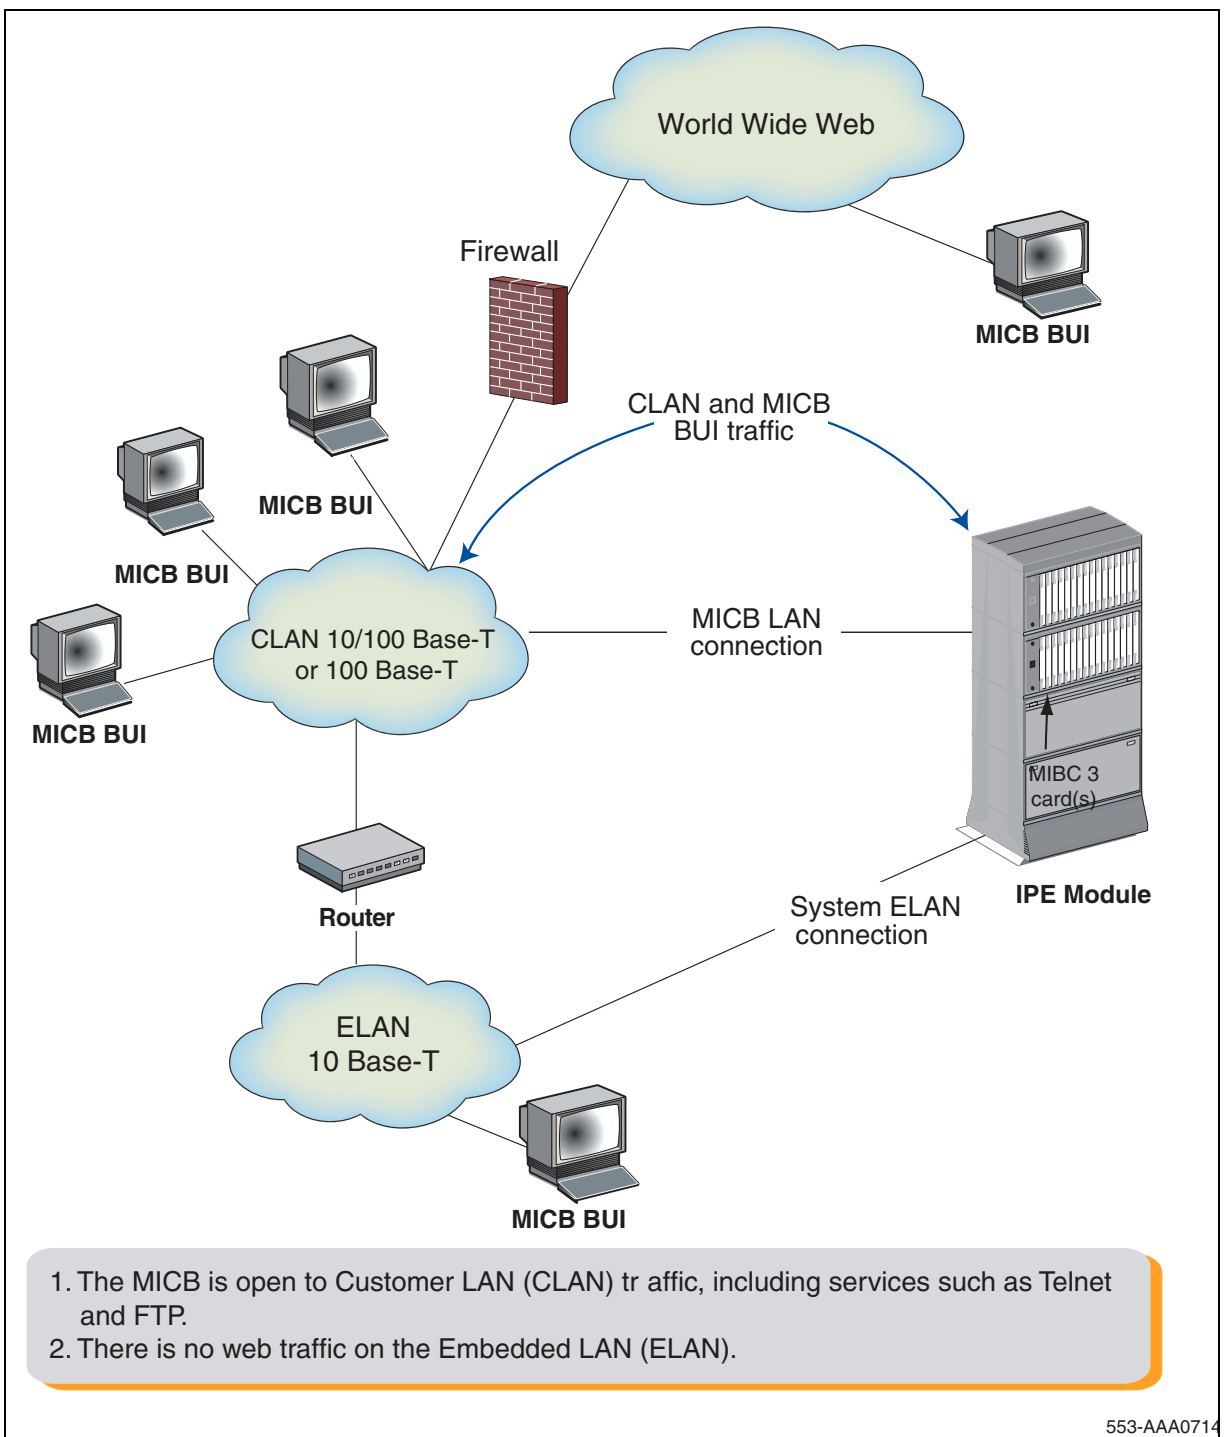 World Wide Web
Firewall
MICB BUI
CLAN and MICB
BUI traffic
MICB BUI
MICB BUI
MICB BUI
CLAN 10/100 Base-T
or 100 Base-T
MICB LAN
connection
MIBC 3
card(s)
IPE Module
Router
System ELAN
connection
ELAN
10 Base-T
MICB BUI
1. The MICB is open to Customer LAN (CLAN) tr affic, including services such as Telnet
and FTP.
2. There is no web traffic on the Embedded LAN (ELAN).
553-AAA0714